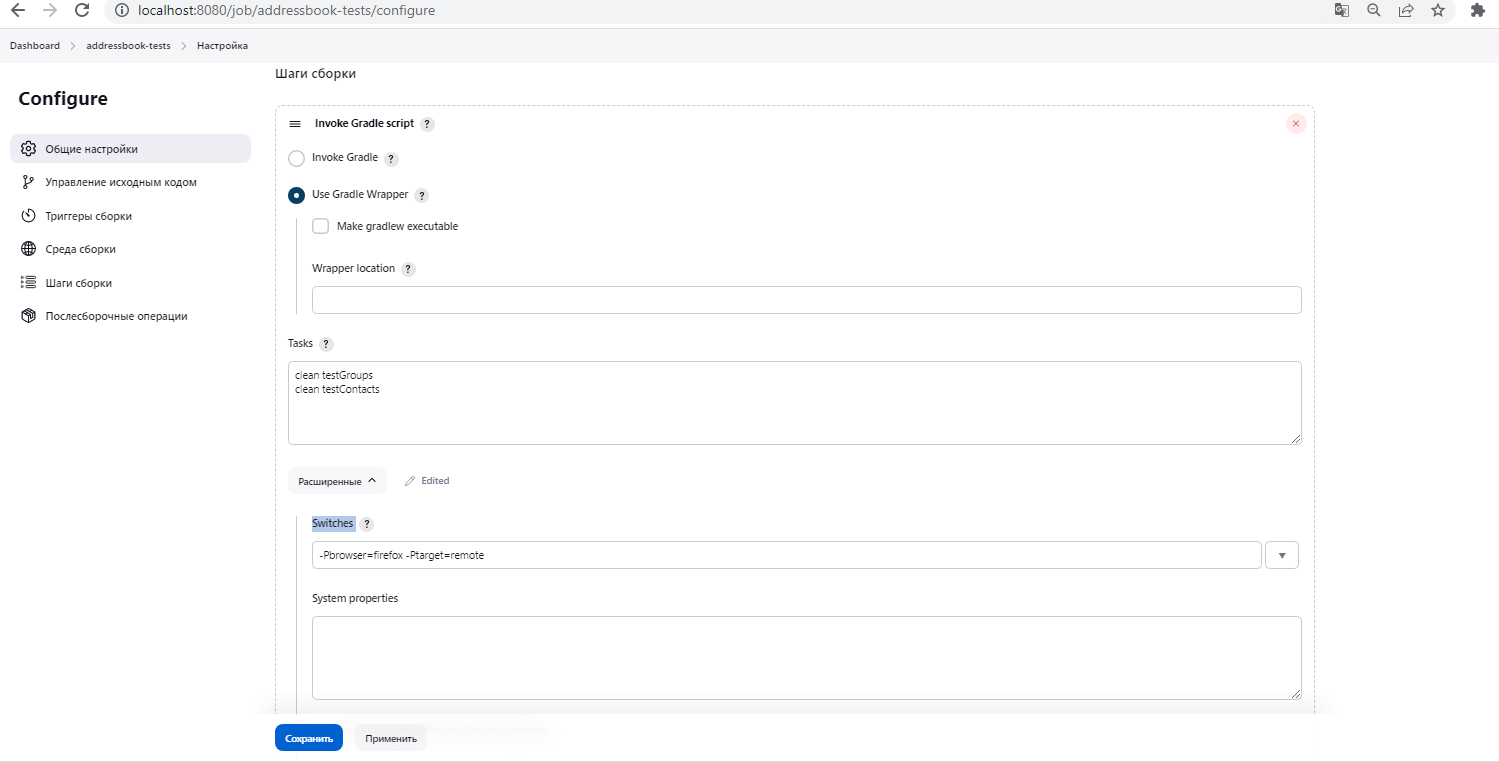 localhost:8080/job/addressbook-tests/configure
Dashboard > addressbook-tests > Настройка
Configure
Общие настройки
Управление исходным кодом
Триггеры сборки
Среда сборки
Шаги сборки
Послесборочные операции
Шаги сборки
Invoke Gradle script ?
Invoke Gradle ?
Use Gradle Wrapper ?
Make gradlew executable
Wrapper location ?
Tasks ?
clean testGroups
clean testContacts
Расширенные
Edited
Switches ?
-Pbrowser=firefox -Ptarget=remote
System properties
Сохранить
Применить